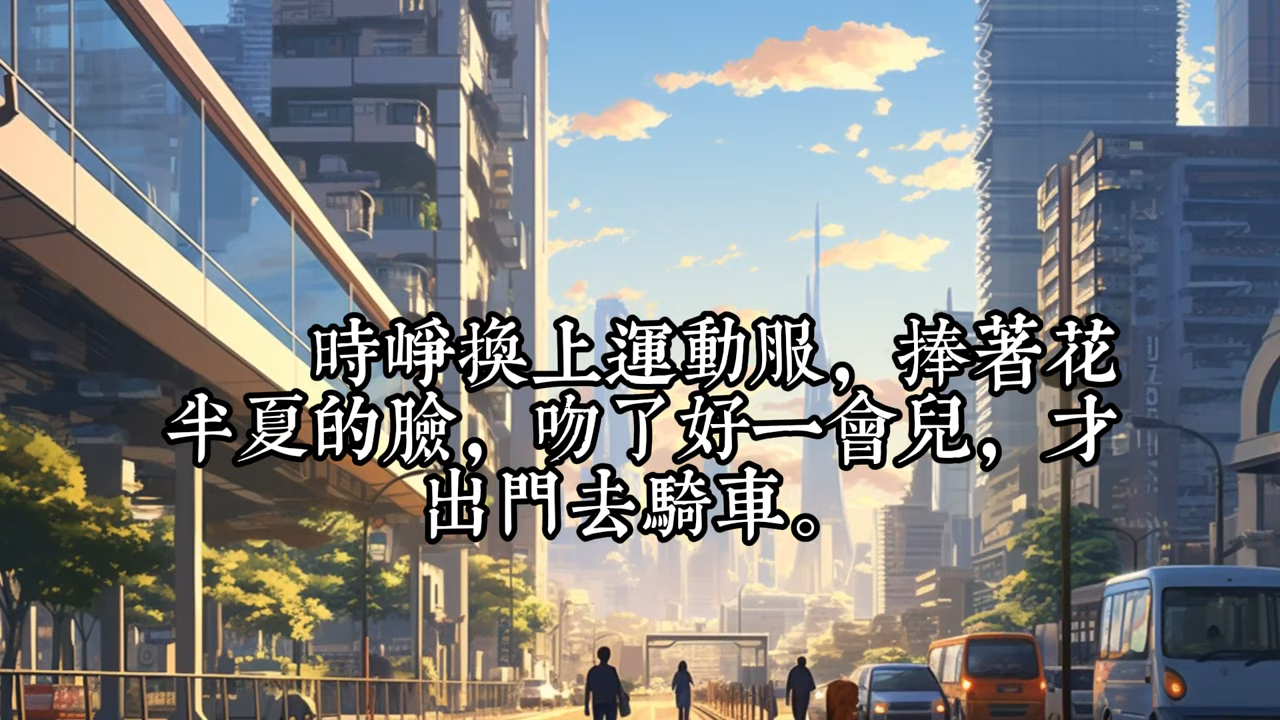 時崢換上運動服，捧著花
半夏的臉，吻了好一會兒，才
出門去騎車。